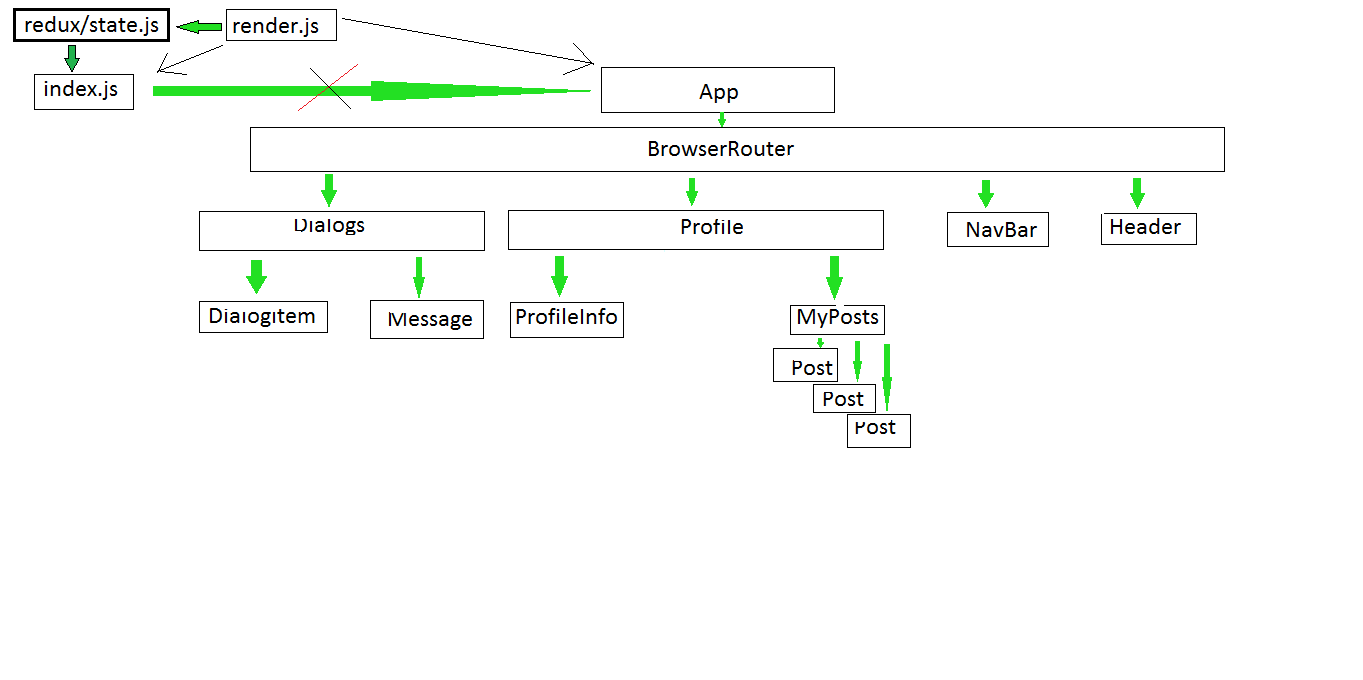 redux/state.js
render.js
index.js
App
BrowserRouter
Dialogs
Profile
NavBar
Header
DialogItem
Message
ProfileInfo
MyPosts
Post
Post
Post